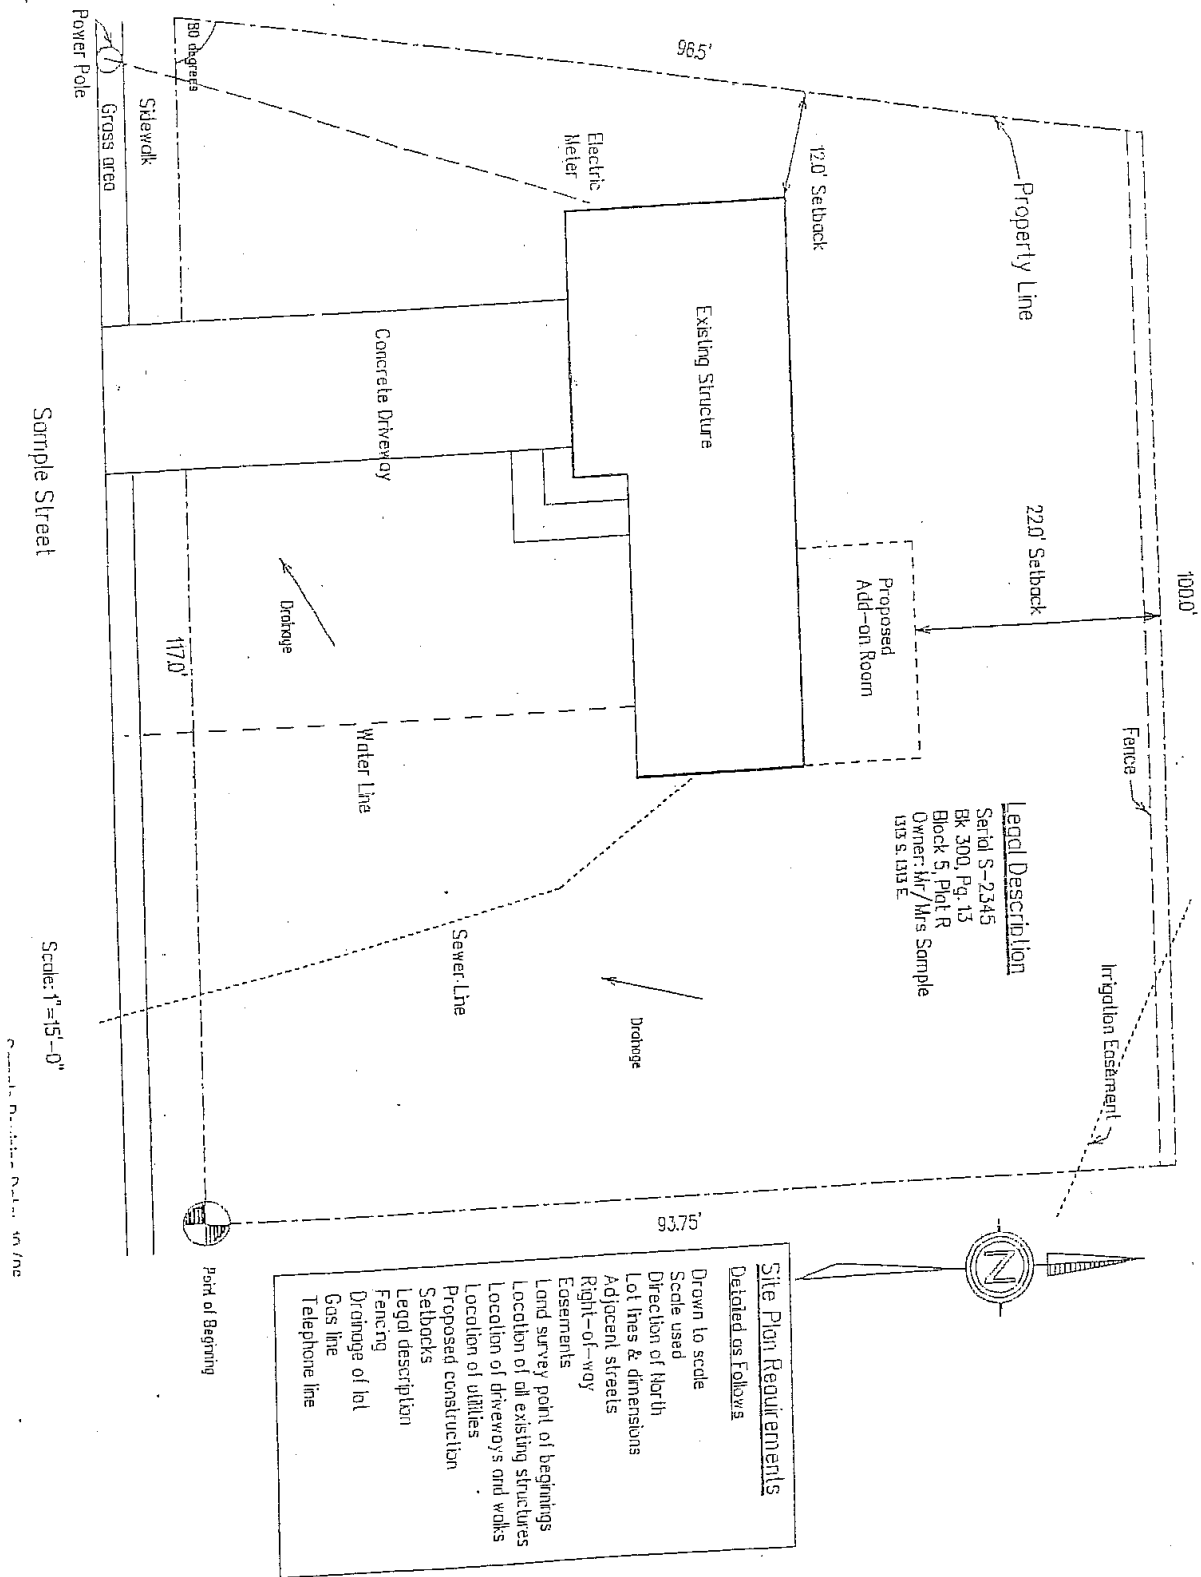 96.5'
80 degrees
Power Pole
Grass area
Sidewalk
Electric
Meter
12.0' Setback
Property Line
Existing Structure
Concrete Driveway
Sample Street
22.0' Setback
100.0'
Proposed
Add-on Room
Drainage
117.0'
Water Line
Fence
Legal Description
Serial S-2345
Bk 300, Pg. 13
Block 5, Plat R
Owner: Mr/Mrs Sample
1313 S. 1313 E.
Irrigation Easement
Sewer Line
Drainage
Scale: 1"=15'-0"
93.75'
Point of Beginning
N
Site Plan Requirements
Detailed as Follows
Drawn to scale
Scale used
Direction of North
Lot lines & dimensions
Adjacent streets
Right-of-way
Easements
Land survey point of beginnings
Location of all existing structures
Location of driveways and walks
Location of utilities
Proposed construction
Setbacks
Legal description
Fencing
Drainage of lot
Gas line
Telephone line